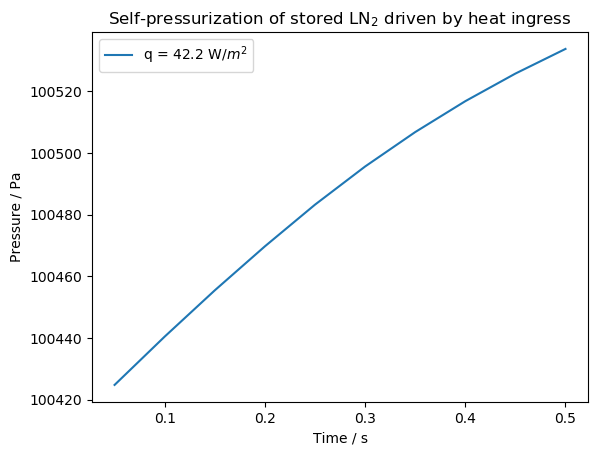 Self-pressurization of stored LN₂ driven by heat ingress
q = 42.2 W/m²
100520
100500
100480
100460
100440
100420
Pressure / Pa
0.1 0.2 0.3 0.4 0.5
Time / s